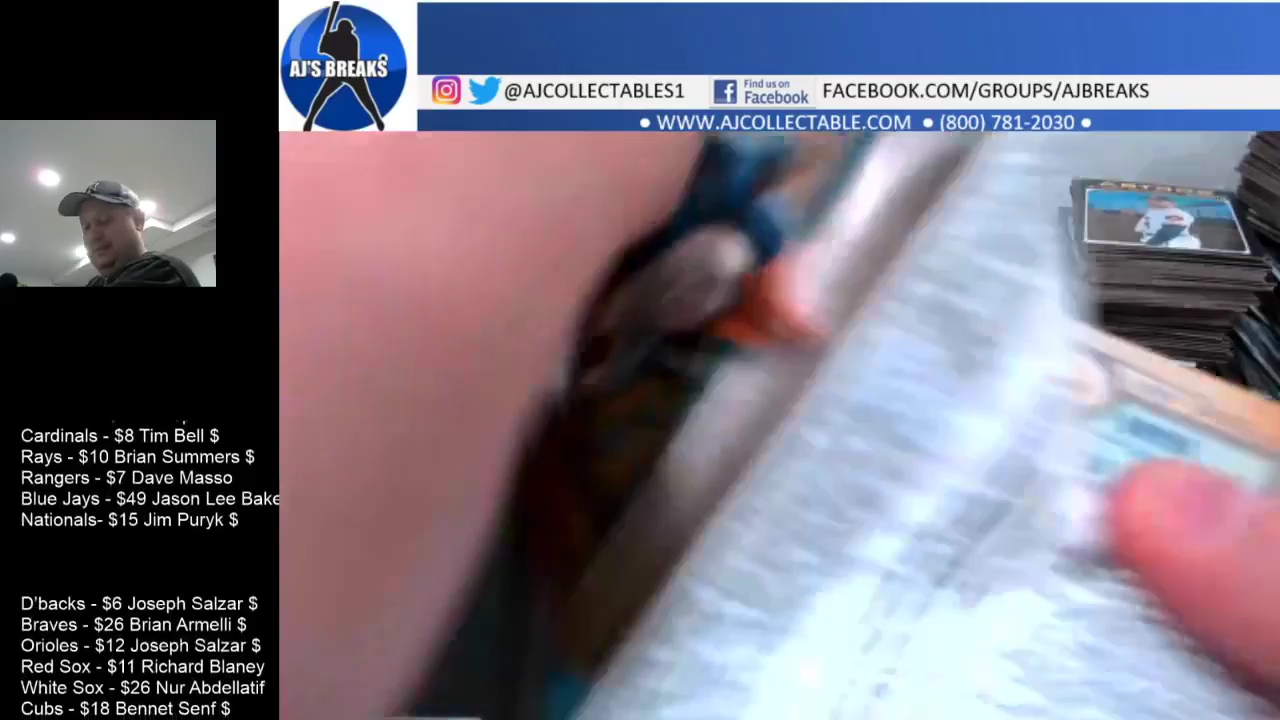 AJ'S BREAKS
@AJCOLLECTABLES1
Find us on
Facebook
FACEBOOK.COM/GROUPS/AJBREAKS
● WWW.AJCOLLECTABLE.COM ● (800) 781-2030 ●
Cardinals - $8 Tim Bell $
Rays - $10 Brian Summers $
Rangers - $7 Dave Masso
Blue Jays - $49 Jason Lee Bake
Nationals- $15 Jim Puryk $
D'backs - $6 Joseph Salzar $
Braves - $26 Brian Armelli $
Orioles - $12 Joseph Salzar $
Red Sox - $11 Richard Blaney
White Sox - $26 Nur Abdellatif
Cubs - $18 Bennet Senf $